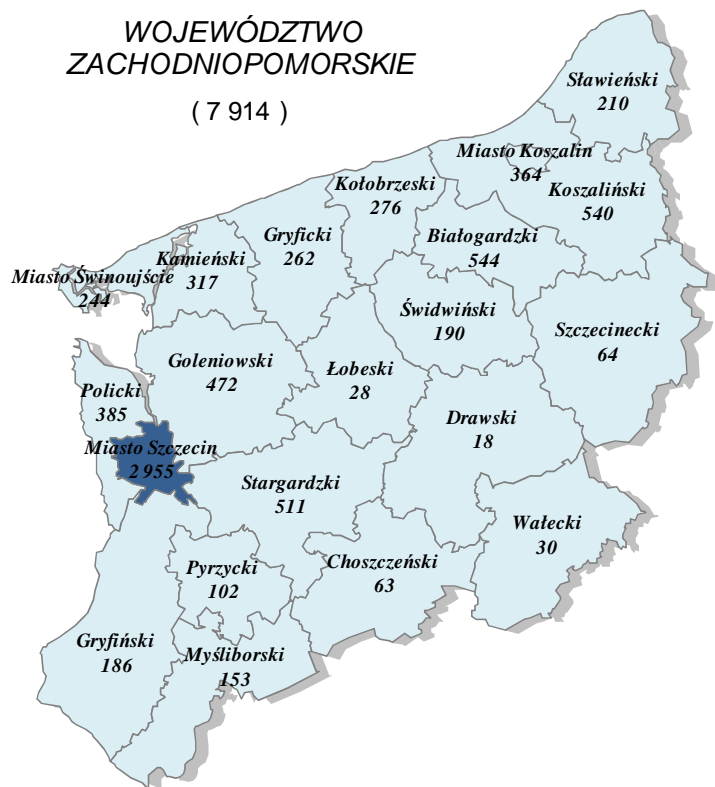 WOJEWÓDZTWO
ZACHODNIOPOMORSKIE
( 7 914 )
Sławieński
210
Miasto Koszalin
364
Koszaliński
540
Kołobrzeski
276
Białogardzki
544
Gryficki
262
Kamieński
317
Miasto Świnoujście
244
Świdwiński
190
Szczecinecki
64
Goleniowski
472
Łobeski
28
Policki
385
Drawski
18
Miasto Szczecin
2 955
Stargardzki
511
Wałecki
30
Choszczeński
63
Pyrzycki
102
Gryfiński
186
Myśliborski
153